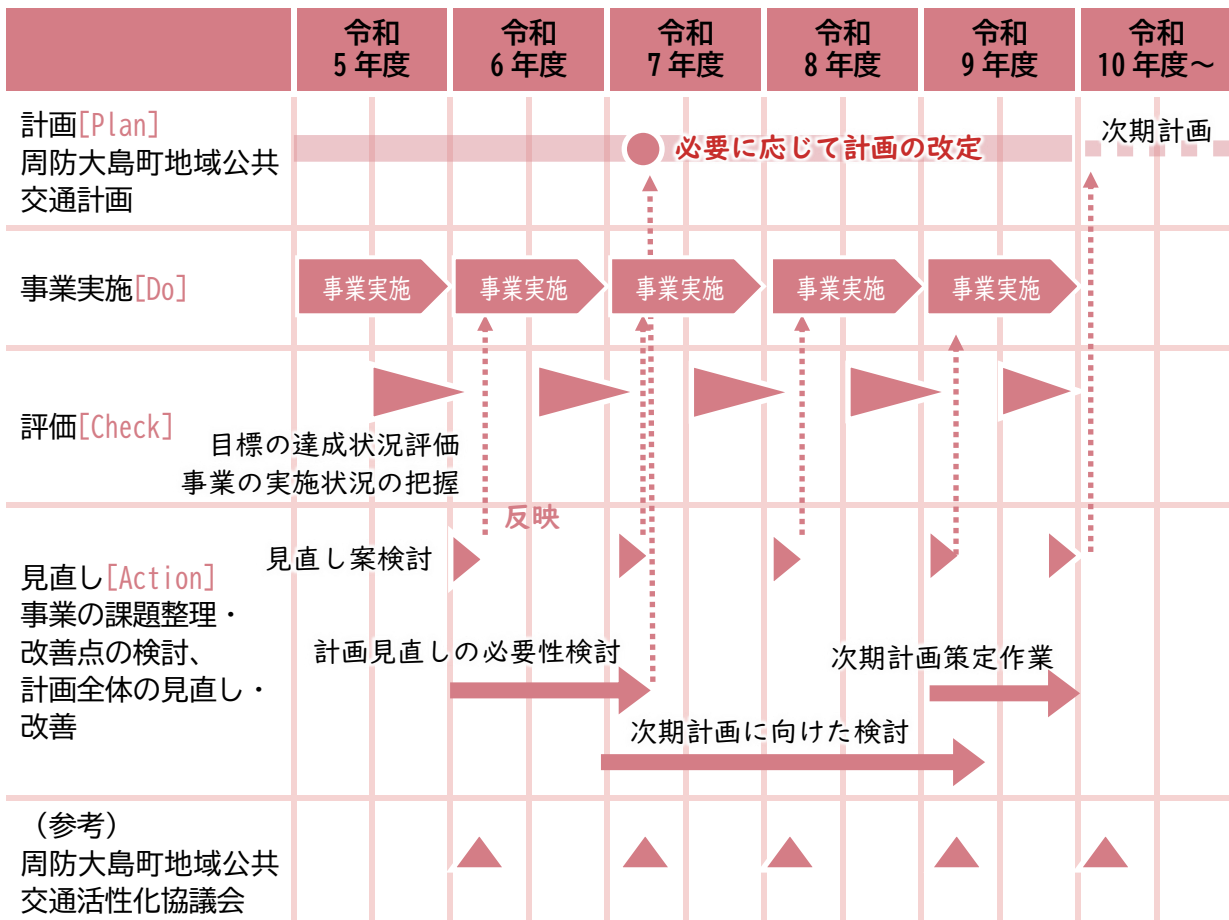 令和
5年度
令和
6年度
令和
7年度
令和
8年度
令和
9年度
令和
10年度～
計画[Plan]
周防大島町地域公共
交通計画
必要に応じて計画の改定
次期計画
事業実施[Do]
事業実施
事業実施
事業実施
事業実施
事業実施
評価[Check]
目標の達成状況評価
事業の実施状況の把握
反映
見直し案検討
見直し[Action]
事業の課題整理・
改善点の検討、
計画全体の見直し・
改善
計画見直しの必要性検討
次期計画策定作業
次期計画に向けた検討
（参考）
周防大島町地域公共
交通活性化協議会